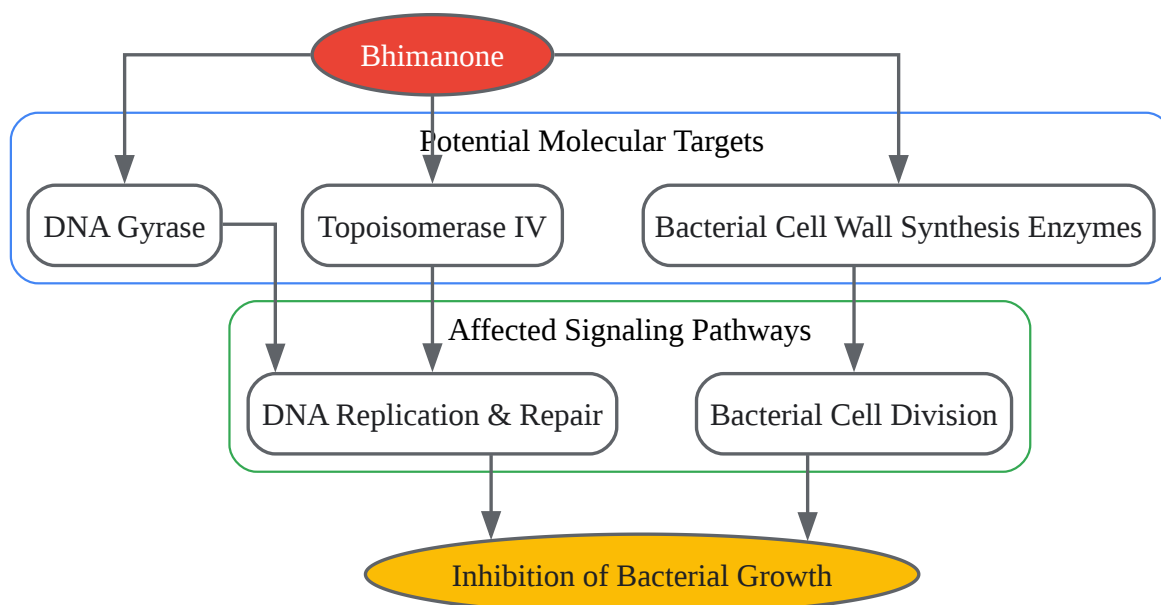 Bhimanone
Potential Molecular Targets
DNA Gyrase
Topoisomerase IV
Bacterial Cell Wall Synthesis Enzymes
Affected Signaling Pathways
DNA Replication & Repair
Bacterial Cell Division
Inhibition of Bacterial Growth